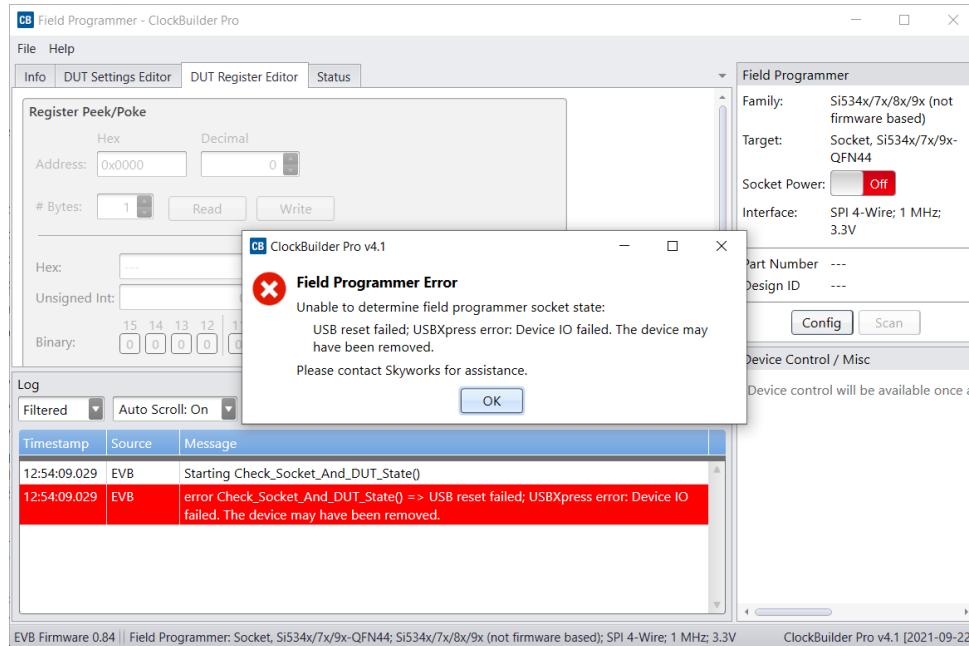 CB Field Programmer - ClockBuilder Pro
File Help
Info DUT Settings Editor DUT Register Editor Status
Register Peek/Poke
Hex Decimal
Address: 0x0000 0
# Bytes: 1 Read Write
Hex: ---
Unsigned Int:
15 14 13 12
Binary: 0 0 0 0
Field Programmer
Family: Si534x/7x/8x/9x (not
firmware based)
Target: Socket, Si534x/7x/9x-
QFN44
Socket Power: Off
Interface: SPI 4-Wire; 1 MHz;
3.3V
Part Number ---
Design ID ---
Config Scan
Device Control / Misc
Device control will be available once
CB ClockBuilder Pro v4.1
Field Programmer Error
Unable to determine field programmer socket state:
USB reset failed; USBXpress error: Device IO failed. The device may
have been removed.
Please contact Skyworks for assistance.
OK
Log
Filtered Auto Scroll: On
Timestamp Source Message
12:54:09.029 EVB Starting Check_Socket_And_DUT_State()
12:54:09.029 EVB error Check_Socket_And_DUT_State() => USB reset failed; USBXpress error: Device IO
failed. The device may have been removed.
EVB Firmware 0.84 Field Programmer: Socket, Si534x/7x/9x-QFN44; Si534x/7x/8x/9x (not firmware based); SPI 4-Wire; 1 MHz; 3.3V ClockBuilder Pro v4.1 [2021-09-22